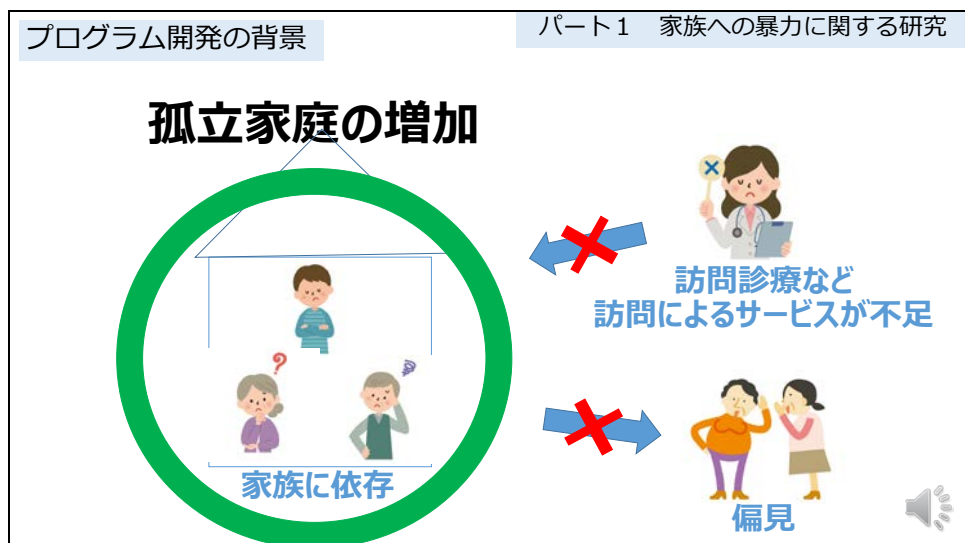 プログラム開発の背景
パート１　家族への暴力に関する研究
孤立家庭の増加
訪問診療など
訪問によるサービスが不足
家族に依存
偏見